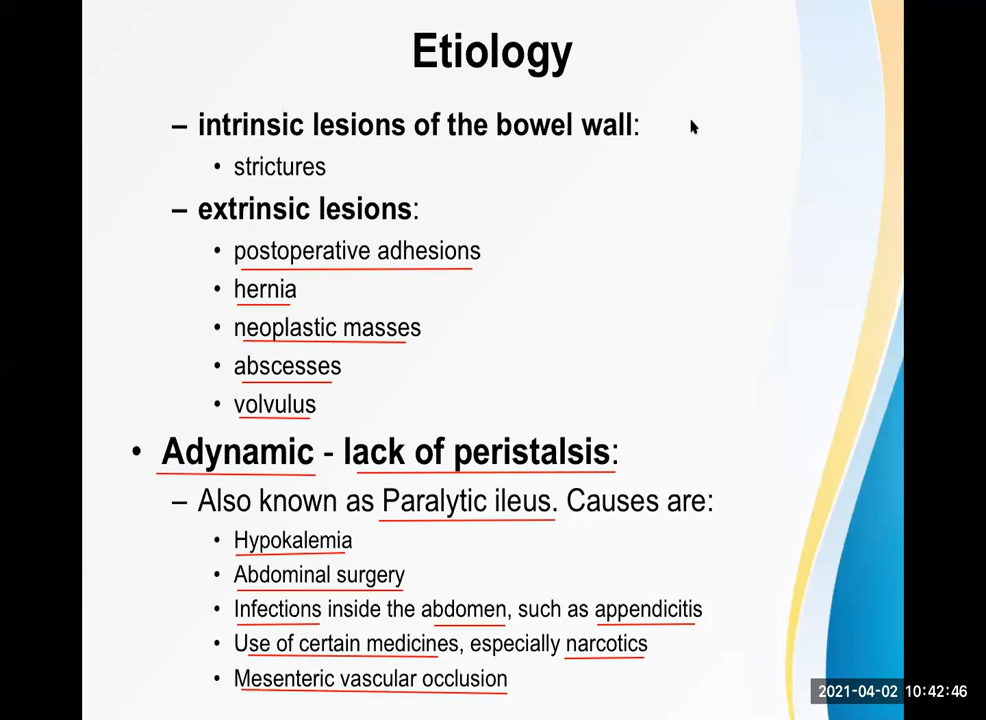 Etiology
– intrinsic lesions of the bowel wall:
• strictures
– extrinsic lesions:
• postoperative adhesions
• hernia
• neoplastic masses
• abscesses
• volvulus
• Adynamic - lack of peristalsis:
– Also known as Paralytic ileus. Causes are:
• Hypokalemia
• Abdominal surgery
• Infections inside the abdomen, such as appendicitis
• Use of certain medicines, especially narcotics
• Mesenteric vascular occlusion
2021-04-02 10:42:46